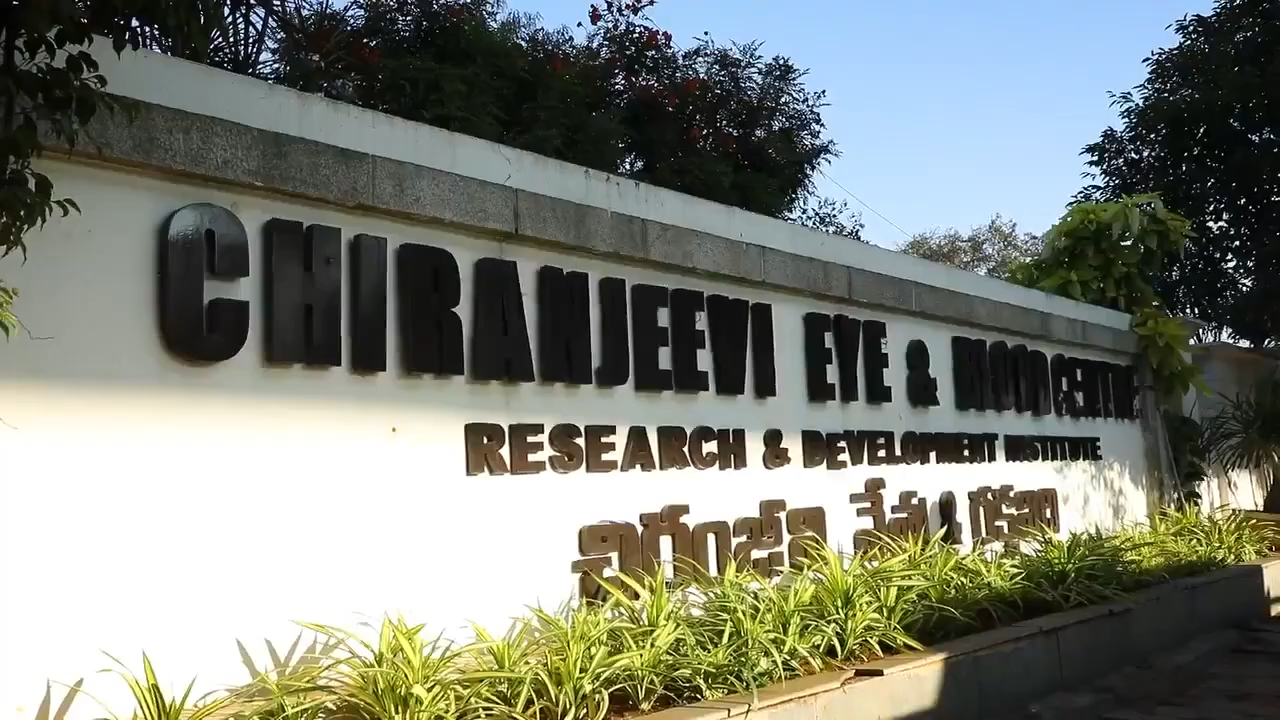 CHIRANJEEVI EYE & BLOOD CENTRE
RESEARCH & DEVELOPMENT INSTITUTE
చిరంజీవి నేత్ర &